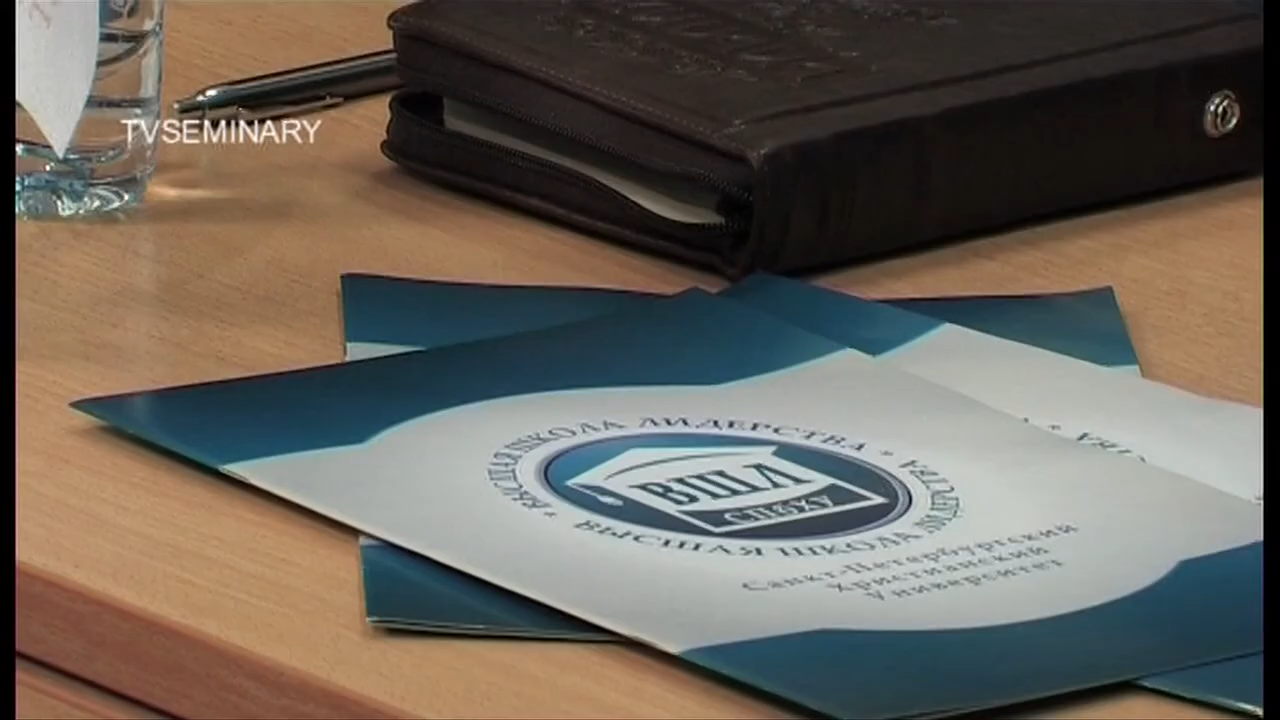 TVSEMINARY
ВЫСШАЯ ШКОЛА ЛИДЕРСТВА * ВЫСШАЯ ШКОЛА ЛИДЕРСТВА *
ВШЛ
СПбХУ
Санкт-Петербургский
Христианский
Университет